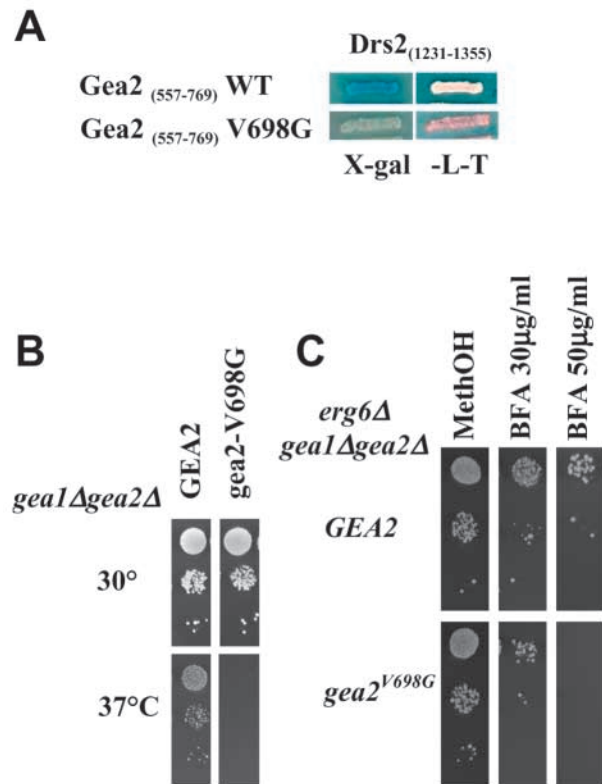 A
Drs2(1231-1355)
Gea2 (557-769) WT
Gea2 (557-769) V698G
X-gal -L-T
B
GEA2
gea2-V698G
gea1Δgea2Δ
30°
37°C
C
MethOH
BFA 30µg/ml
BFA 50µg/ml
erg6Δ
gea1Δgea2Δ
GEA2
gea2V698G